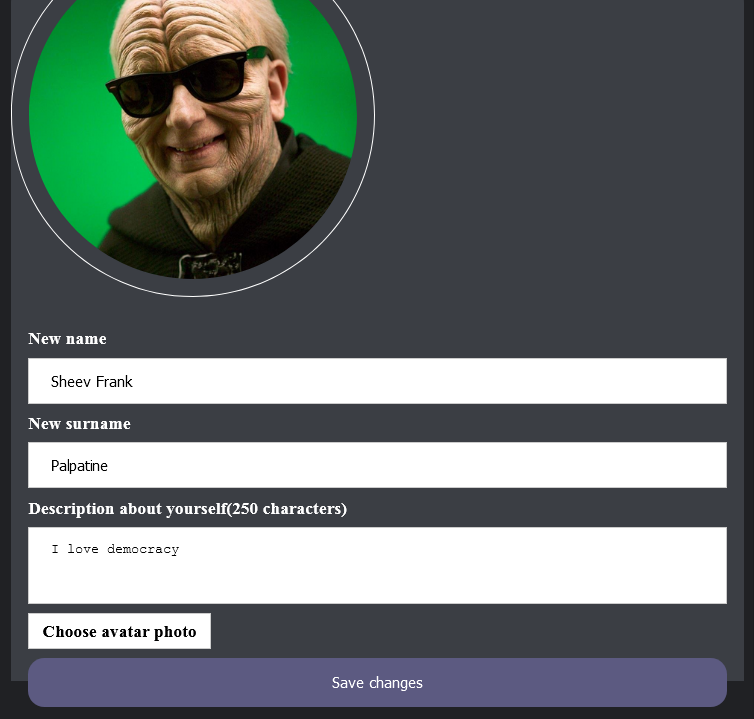 New name
Sheev Frank
New surname
Palpatine
Description about yourself(250 characters)
I love democracy
Choose avatar photo
Save changes